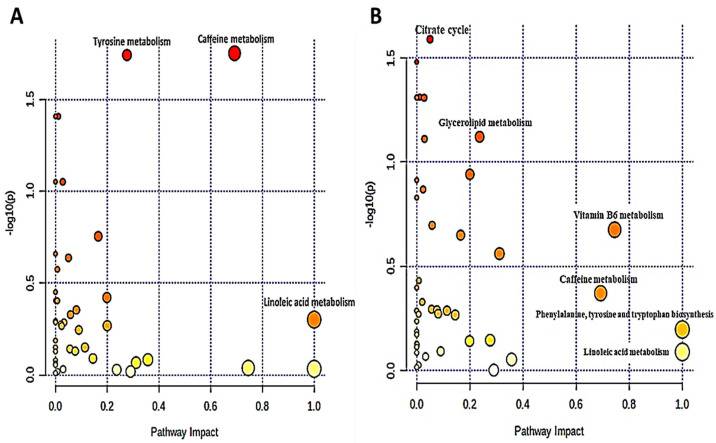 A
Tyrosine metabolism
Caffeine metabolism
-log10(p)
1.5
1.0
0.5
0.0
Linoleic acid metabolism
0.0 0.2 0.4 0.6 0.8 1.0
Pathway Impact
B
Citrate cycle
-log10(p)
1.5
1.0
0.5
0.0
Glycerolipid metabolism
Vitamin B6 metabolism
Caffeine metabolism
Phenylalanine, tyrosine and tryptophan biosynthesis
Linoleic acid metabolism
0.0 0.2 0.4 0.6 0.8 1.0
Pathway Impact